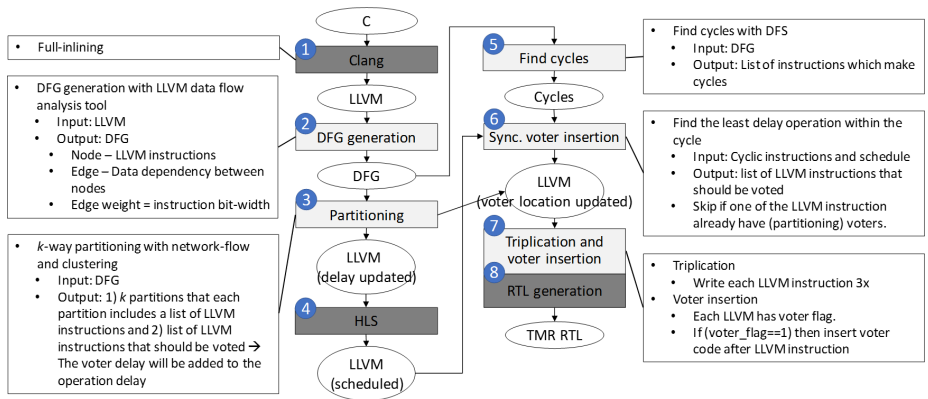 C
• Full-inlining
1
Clang
LLVM
• DFG generation with LLVM data flow
analysis tool
• Input: LLVM
• Output: DFG
• Node – LLVM instructions
• Edge – Data dependency between
nodes
• Edge weight = instruction bit-width
2
DFG generation
DFG
3
Partitioning
• k-way partitioning with network-flow
and clustering
• Input: DFG
• Output: 1) k partitions that each
partition includes a list of LLVM
instructions and 2) list of LLVM
instructions that should be voted →
The voter delay will be added to the
operation delay
LLVM
(delay updated)
4
HLS
LLVM
(scheduled)
5
Find cycles
• Find cycles with DFS
• Input: DFG
• Output: List of instructions which make
cycles
Cycles
6
Sync. voter insertion
• Find the least delay operation within the
cycle
• Input: Cyclic instructions and schedule
• Output: list of LLVM instructions that
should be voted
• Skip if one of the LLVM instruction
already have (partitioning) voters.
LLVM
(voter location updated)
7
Triplication and
voter insertion
8
RTL generation
• Triplication
• Write each LLVM instruction 3x
• Voter insertion
• Each LLVM has voter flag.
• If (voter_flag==1) then insert voter
code after LLVM instruction
TMR RTL